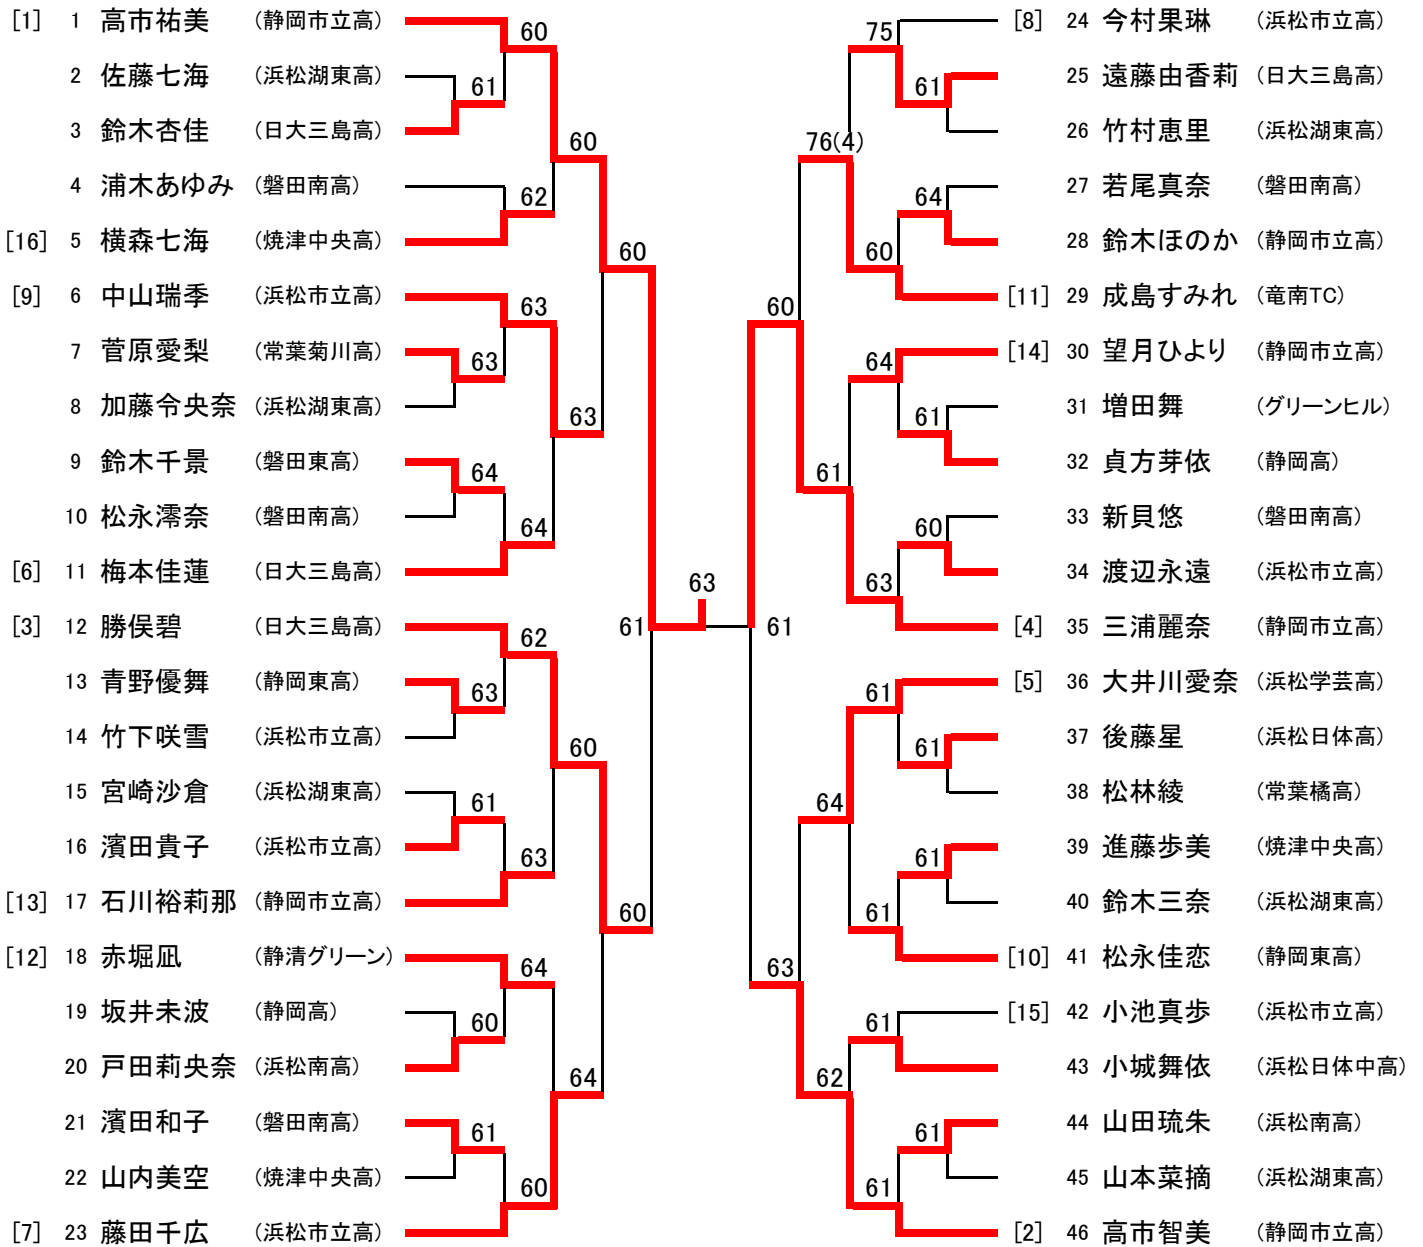 [1] 1 高市祐美 (静岡市立高)
2 佐藤七海 (浜松湖東高)
3 鈴木杏佳 (日大三島高)
4 浦木あゆみ (磐田南高)
[16] 5 横森七海 (焼津中央高)
[9] 6 中山瑞季 (浜松市立高)
7 菅原愛梨 (常葉菊川高)
8 加藤令央奈 (浜松湖東高)
9 鈴木千景 (磐田東高)
10 松永澪奈 (磐田南高)
[6] 11 梅本佳蓮 (日大三島高)
[3] 12 勝俣碧 (日大三島高)
13 青野優舞 (静岡東高)
14 竹下咲雪 (浜松市立高)
15 宮崎沙倉 (浜松湖東高)
16 濱田貴子 (浜松市立高)
[13] 17 石川裕莉那 (静岡市立高)
[12] 18 赤堀凪 (静清グリーン)
19 坂井未波 (静岡高)
20 戸田莉央奈 (浜松南高)
21 濱田和子 (磐田南高)
22 山内美空 (焼津中央高)
[7] 23 藤田千広 (浜松市立高)
61
63
64
63
61
60
61
60
62
63
64
62
63
64
60
60
63
60
64
60
60
61
63
61
60
63
76(4)
61
64
62
75
60
64
63
61
61
61
61
61
64
61
60
61
61
61
[8] 24 今村果琳 (浜松市立高)
25 遠藤由香莉 (日大三島高)
26 竹村恵里 (浜松湖東高)
27 若尾真奈 (磐田南高)
28 鈴木ほのか (静岡市立高)
[11] 29 成島すみれ (竜南TC)
[14] 30 望月ひより (静岡市立高)
31 増田舞 (グリーンヒル)
32 貞方芽依 (静岡高)
33 新貝悠 (磐田南高)
34 渡辺永遠 (浜松市立高)
[4] 35 三浦麗奈 (静岡市立高)
[5] 36 大井川愛奈 (浜松学芸高)
37 後藤星 (浜松日体高)
38 松林綾 (常葉橘高)
39 進藤歩美 (焼津中央高)
40 鈴木三奈 (浜松湖東高)
[10] 41 松永佳恋 (静岡東高)
[15] 42 小池真歩 (浜松市立高)
43 小城舞依 (浜松日体中高)
44 山田琉朱 (浜松南高)
45 山本菜摘 (浜松湖東高)
[2] 46 高市智美 (静岡市立高)